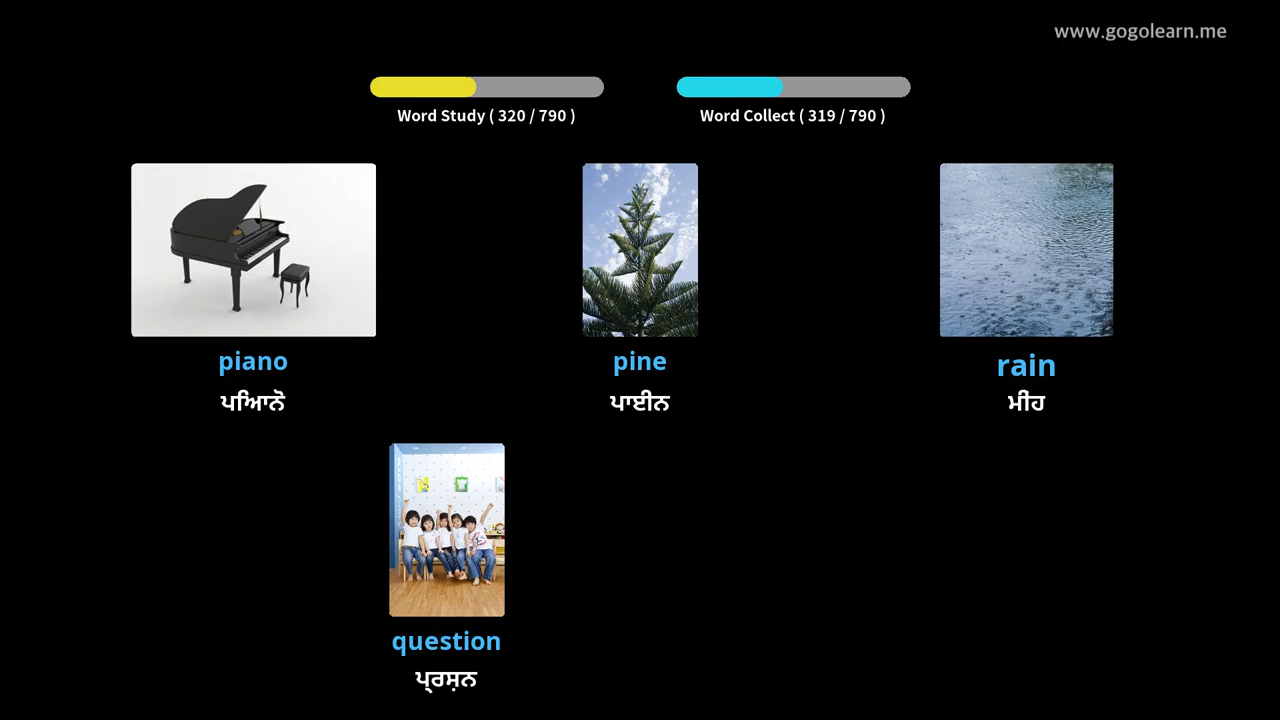 www.gogolearn.me
Word Study ( 320 / 790 )
Word Collect ( 319 / 790 )
piano
ਪਿਆਨੋ
pine
ਪਾਈਨ
rain
ਮੀਂਹ
question
ਪ੍ਰਸ਼ਨ